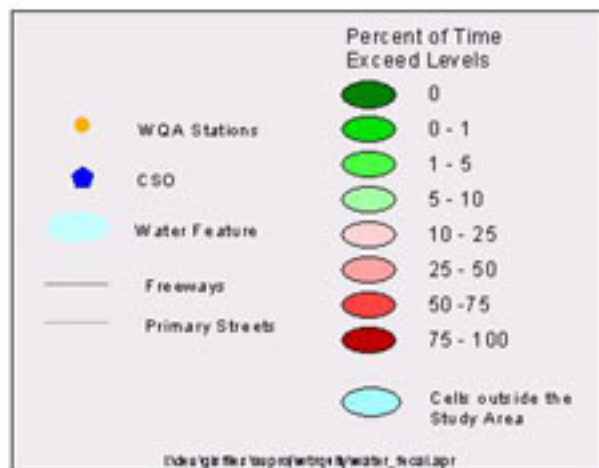 Percent of Time
Exceed Levels
0
0 - 1
1 - 5
5 - 10
10 - 25
25 - 50
50 -75
75 - 100
Cells outside the
Study Area
WQA Stations
CSO
Water Feature
Freeways
Primary Streets